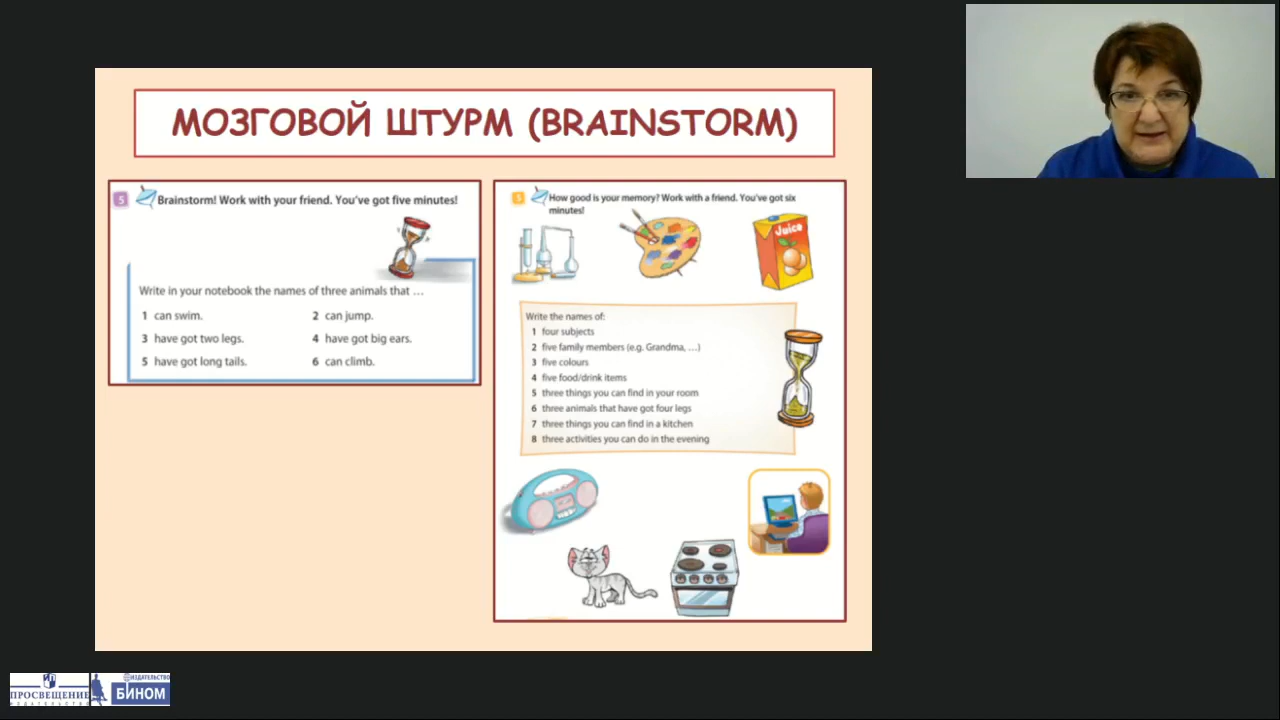 МОЗГОВОЙ ШТУРМ (BRAINSTORM)
5 Brainstorm! Work with your friend. You've got five minutes!
Write in your notebook the names of three animals that ...
1 can swim.
2 can jump.
3 have got two legs.
4 have got big ears.
5 have got long tails.
6 can climb.
5 How good is your memory? Work with a friend. You've got six
minutes!
Juice
Write the names of:
1 four subjects
2 five family members (e.g. Grandma, ...)
3 five colours
4 five food/drink items
5 three things you can find in your room
6 three animals that have got four legs
7 three things you can find in a kitchen
8 three activities you can do in the evening
ПРОСВЕЩЕНИЕ
ИЗДАТЕЛЬСТВО
ИЗДАТЕЛЬСТВО
БИНОМ